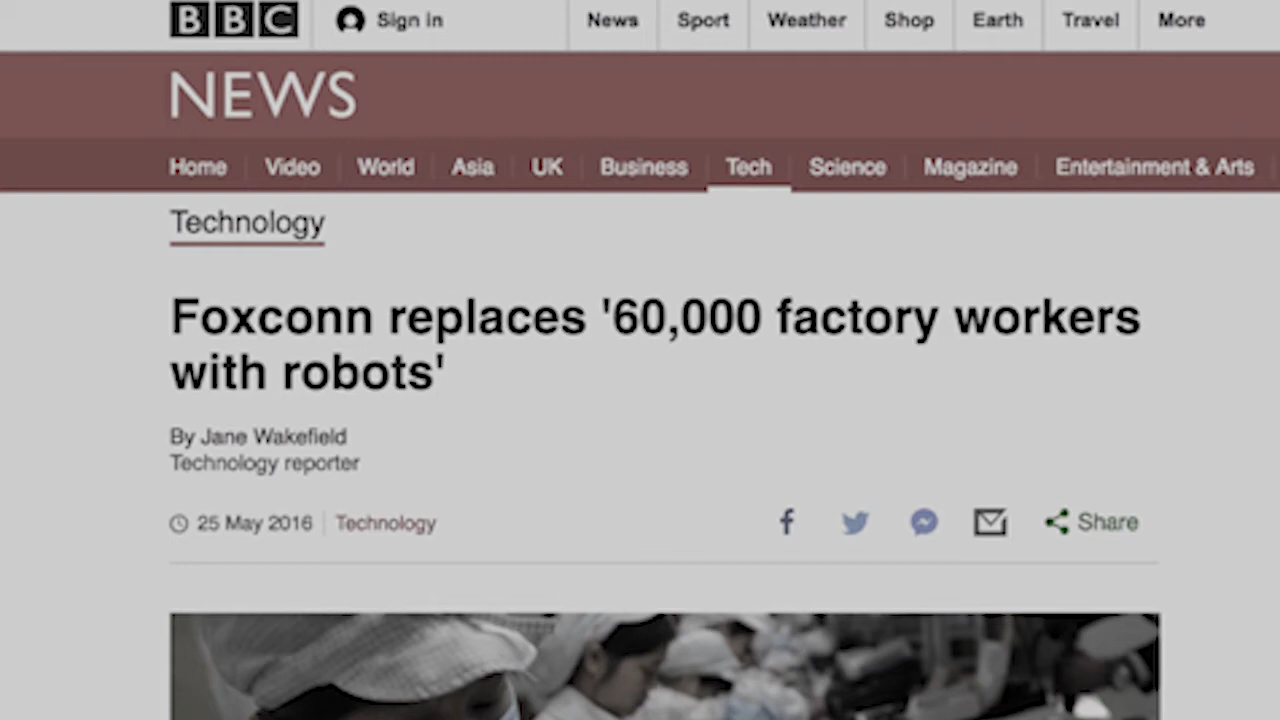 BBC Sign in News Sport Weather Shop Earth Travel More
NEWS
Home Video World Asia UK Business Tech Science Magazine Entertainment & Arts
Technology
Foxconn replaces '60,000 factory workers
with robots'
By Jane Wakefield
Technology reporter
25 May 2016 Technology
Share